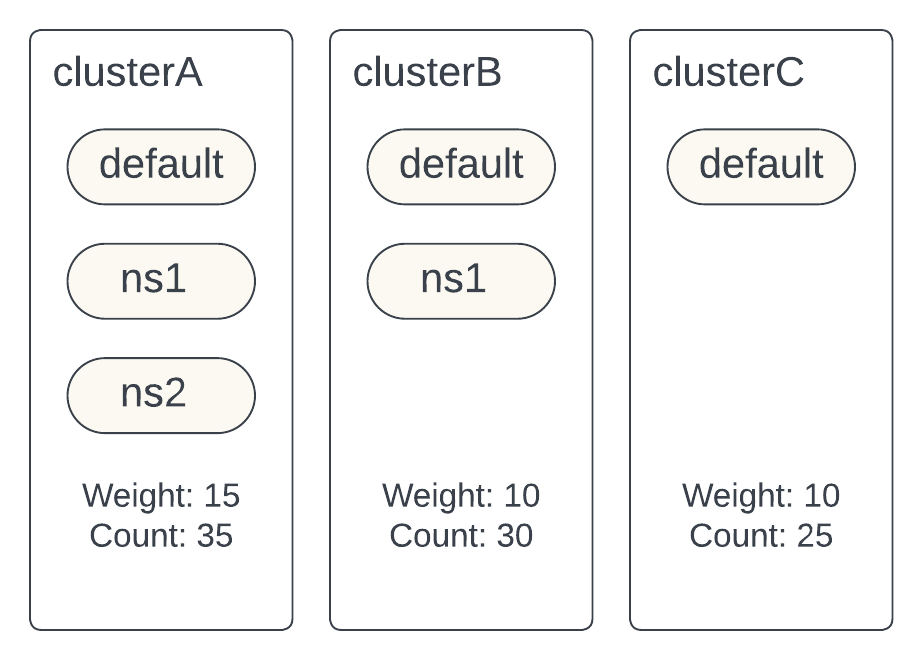 clusterA
default
ns1
ns2
Weight: 15
Count: 35
clusterB
default
ns1
Weight: 10
Count: 30
clusterC
default
Weight: 10
Count: 25